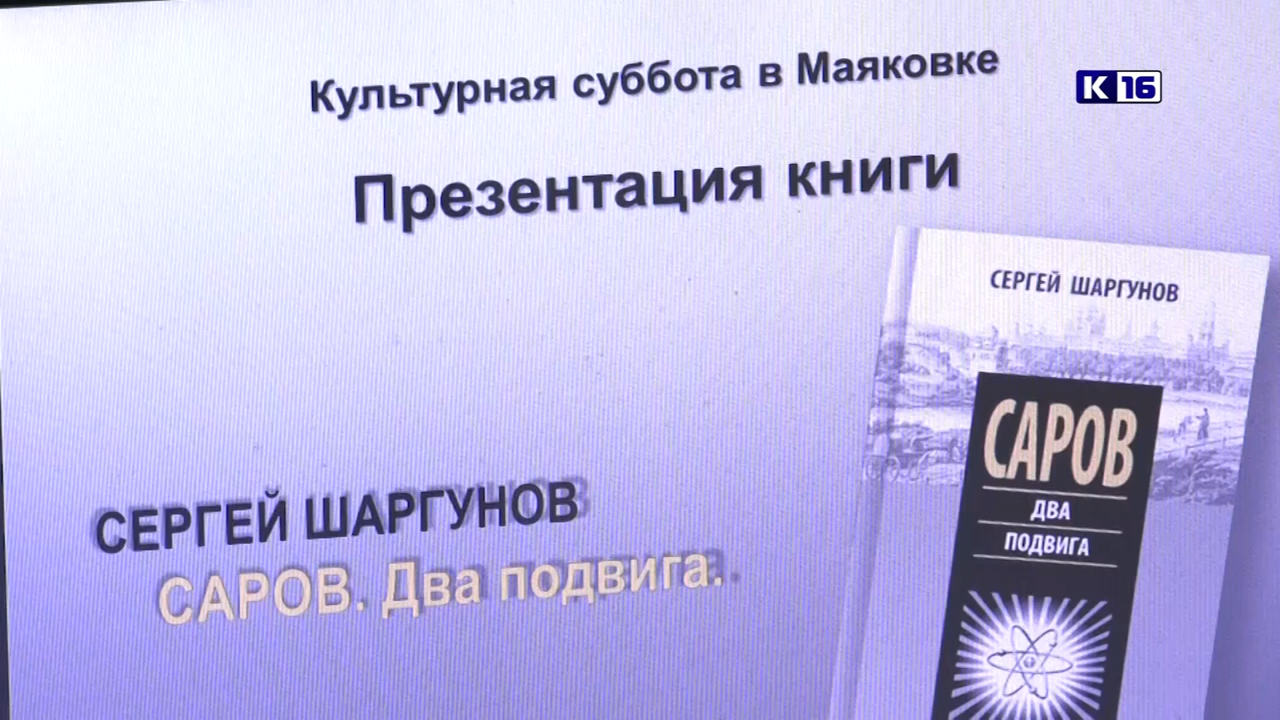 Культурная суббота в Маяковке
К 16
Презентация книги
СЕРГЕЙ ШАРГУНОВ
САРОВ
ДВА
ПОДВИГА
СЕРГЕЙ ШАРГУНОВ
САРОВ. Два подвига.